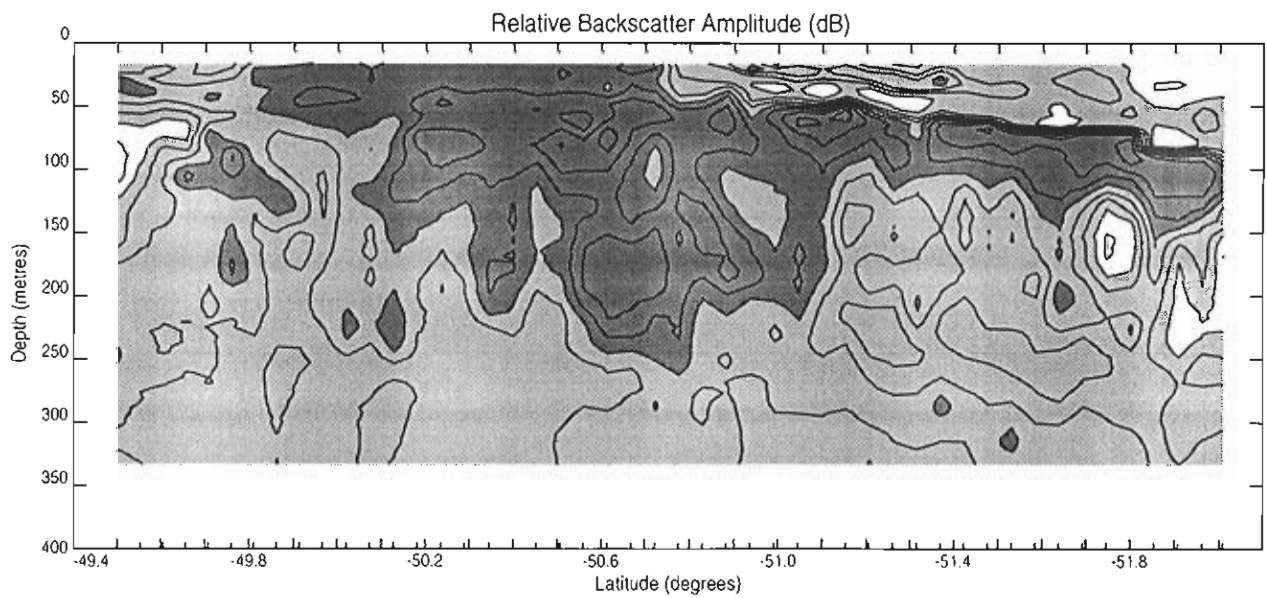 Relative Backscatter Amplitude (dB)
0
50
100
150
200
250
300
350
400
Depth (metres)
-49.4 -49.8 -50.2 -50.6 -51.0 -51.4 -51.8
Latitude (degrees)